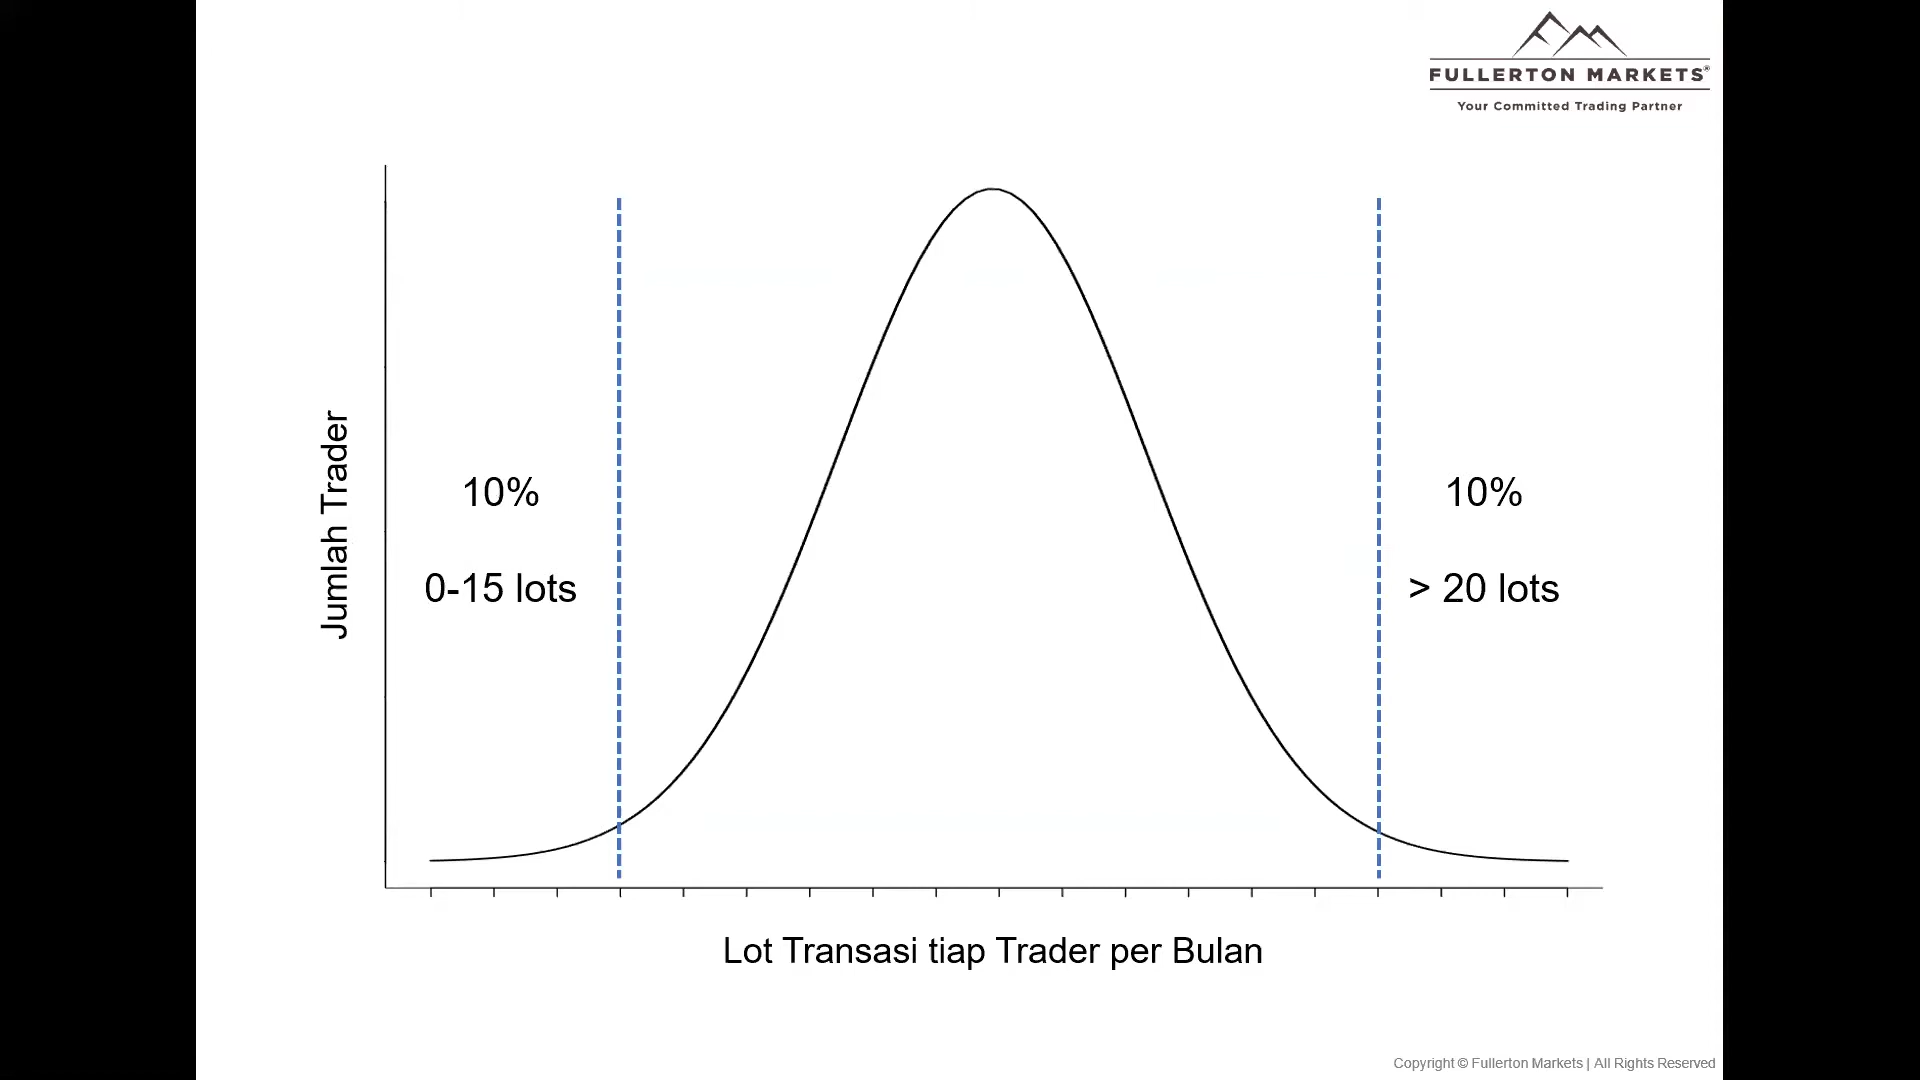 FULLERTON MARKETS®
Your Committed Trading Partner
Jumlah Trader
10%
0-15 lots
10%
> 20 lots
Lot Transasi tiap Trader per Bulan
Copyright © Fullerton Markets | All Rights Reserved